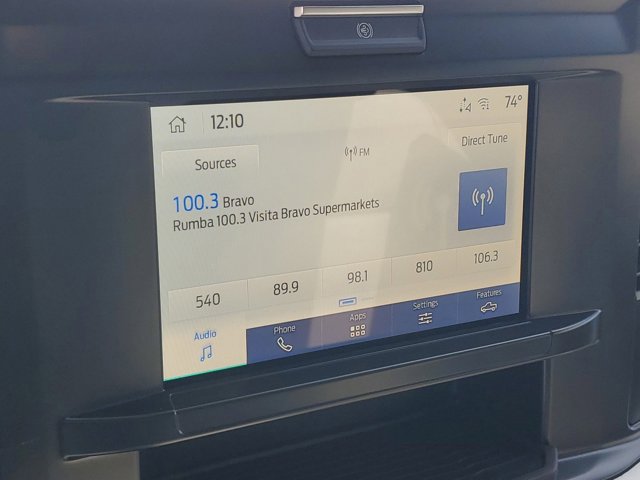 12:10
74°
Sources
FM
Direct Tune
100.3 Bravo
Rumba 100.3 Visita Bravo Supermarkets
540
89.9
98.1
810
106.3
Audio
Phone
Apps
Settings
Features